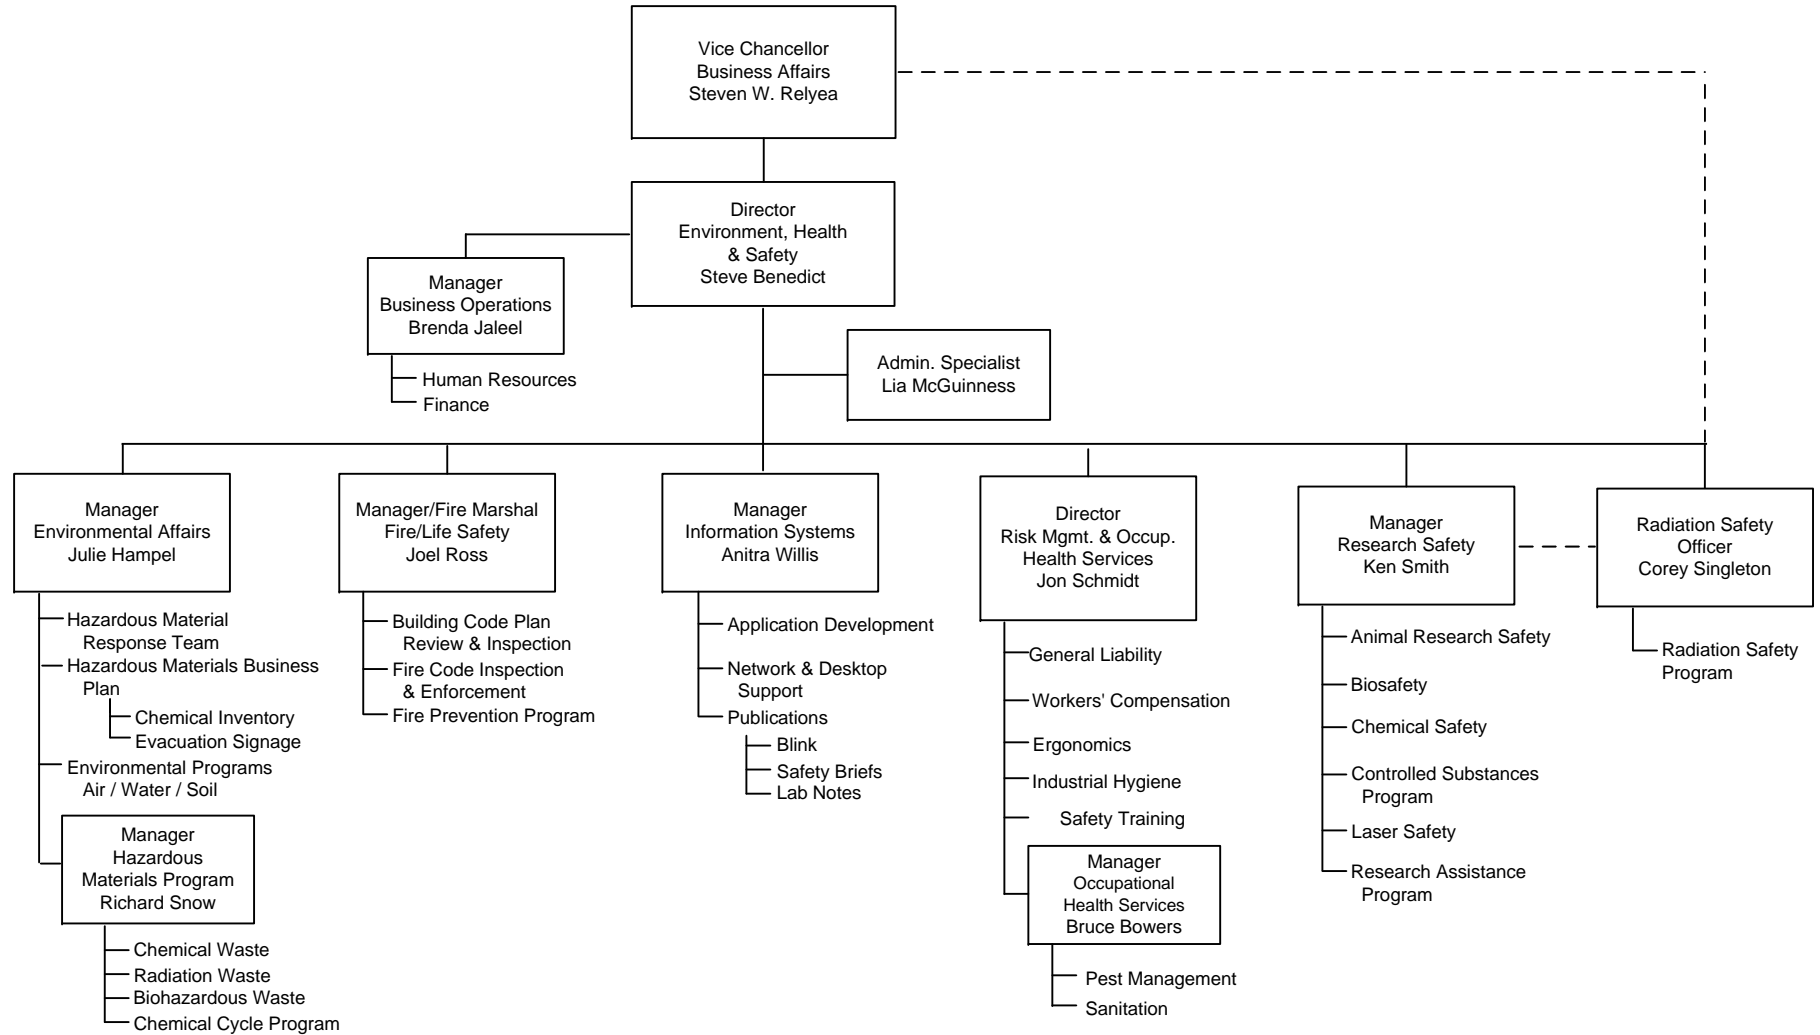 Vice Chancellor
Business Affairs
Steven W. Relyea
Director
Environment, Health
& Safety
Steve Benedict
Manager
Business Operations
Brenda Jaleel
Human Resources
Finance
Admin. Specialist
Lia McGuinness
Manager
Environmental Affairs
Julie Hampel
Hazardous Material
Response Team
Hazardous Materials Business
Plan
Chemical Inventory
Evacuation Signage
Environmental Programs
Air / Water / Soil
Manager
Hazardous
Materials Program
Richard Snow
Chemical Waste
Radiation Waste
Biohazardous Waste
Chemical Cycle Program
Manager/Fire Marshal
Fire/Life Safety
Joel Ross
Building Code Plan
Review & Inspection
Fire Code Inspection
& Enforcement
Fire Prevention Program
Manager
Information Systems
Anitra Willis
Application Development
Network & Desktop
Support
Publications
Blink
Safety Briefs
Lab Notes
Director
Risk Mgmt. & Occup.
Health Services
Jon Schmidt
General Liability
Workers' Compensation
Ergonomics
Industrial Hygiene
Safety Training
Manager
Occupational
Health Services
Bruce Bowers
Pest Management
Sanitation
Manager
Research Safety
Ken Smith
Animal Research Safety
Biosafety
Chemical Safety
Controlled Substances
Program
Laser Safety
Research Assistance
Program
Radiation Safety
Officer
Corey Singleton
Radiation Safety
Program